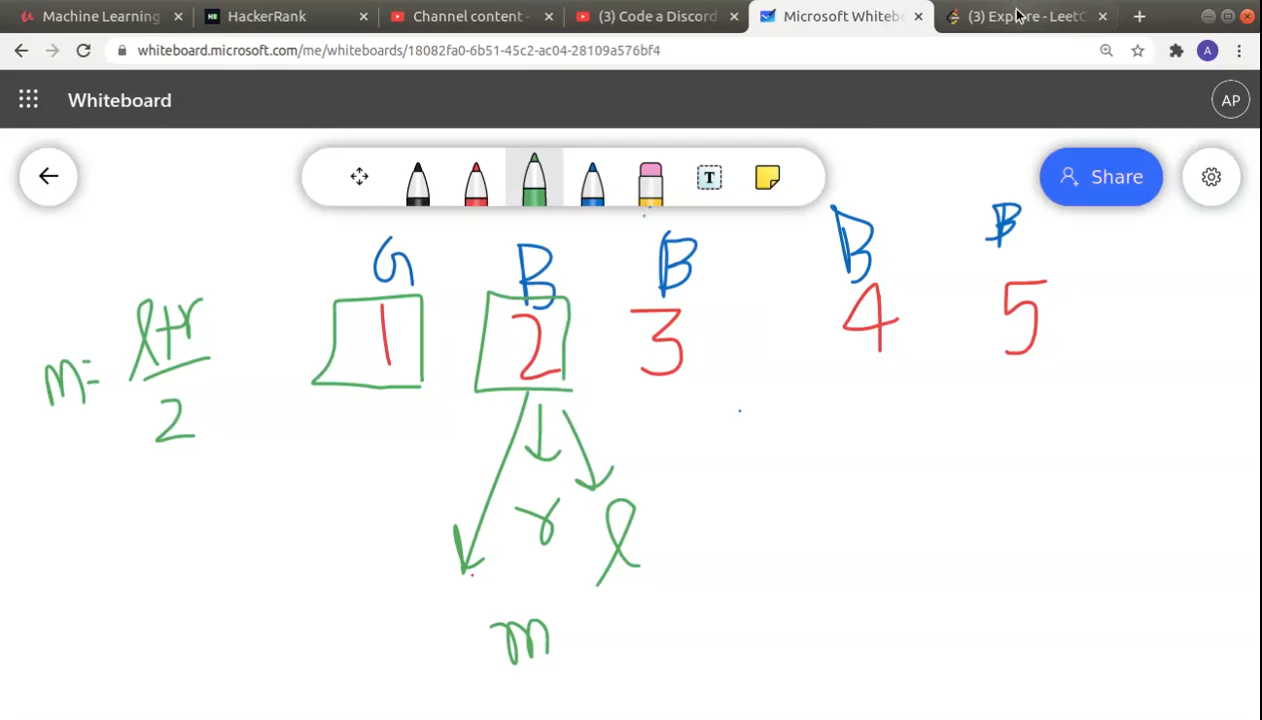 Machine Learning
HackerRank
Channel content -
(3) Code a Discord
Microsoft Whitebo
(3) Explore - LeetC
whiteboard.microsoft.com/me/whiteboards/18082fa0-6b51-45c2-ac04-28109a576bf4
A
Whiteboard
AP
T
Share
G B B B B
1 2 3 4 5
m= l+r
2
r l
m